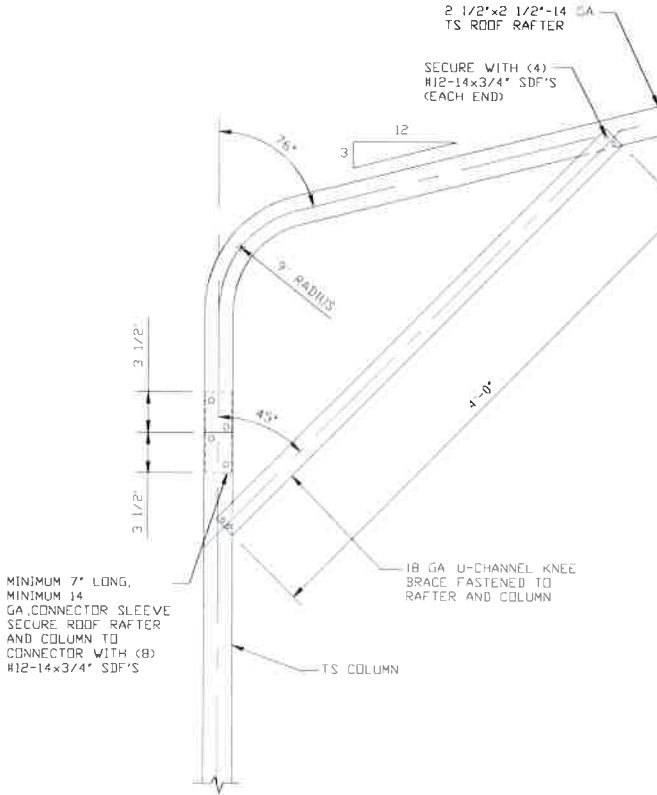 2 1/2"x2 1/2"-14 GA
TS ROOF RAFTER
SECURE WITH (4)
#12-14x3/4" SDF'S
(EACH END)
12
3
76°
9" RADIUS
3 1/2"
3 1/2"
45°
4'-0"
18 GA U-CHANNEL KNEE
BRACE FASTENED TO
RAFTER AND COLUMN
MINIMUM 7" LONG,
MINIMUM 14
GA,CONNECTOR SLEEVE
SECURE ROOF RAFTER
AND COLUMN TO
CONNECTOR WITH (8)
#12-14x3/4" SDF'S
TS COLUMN